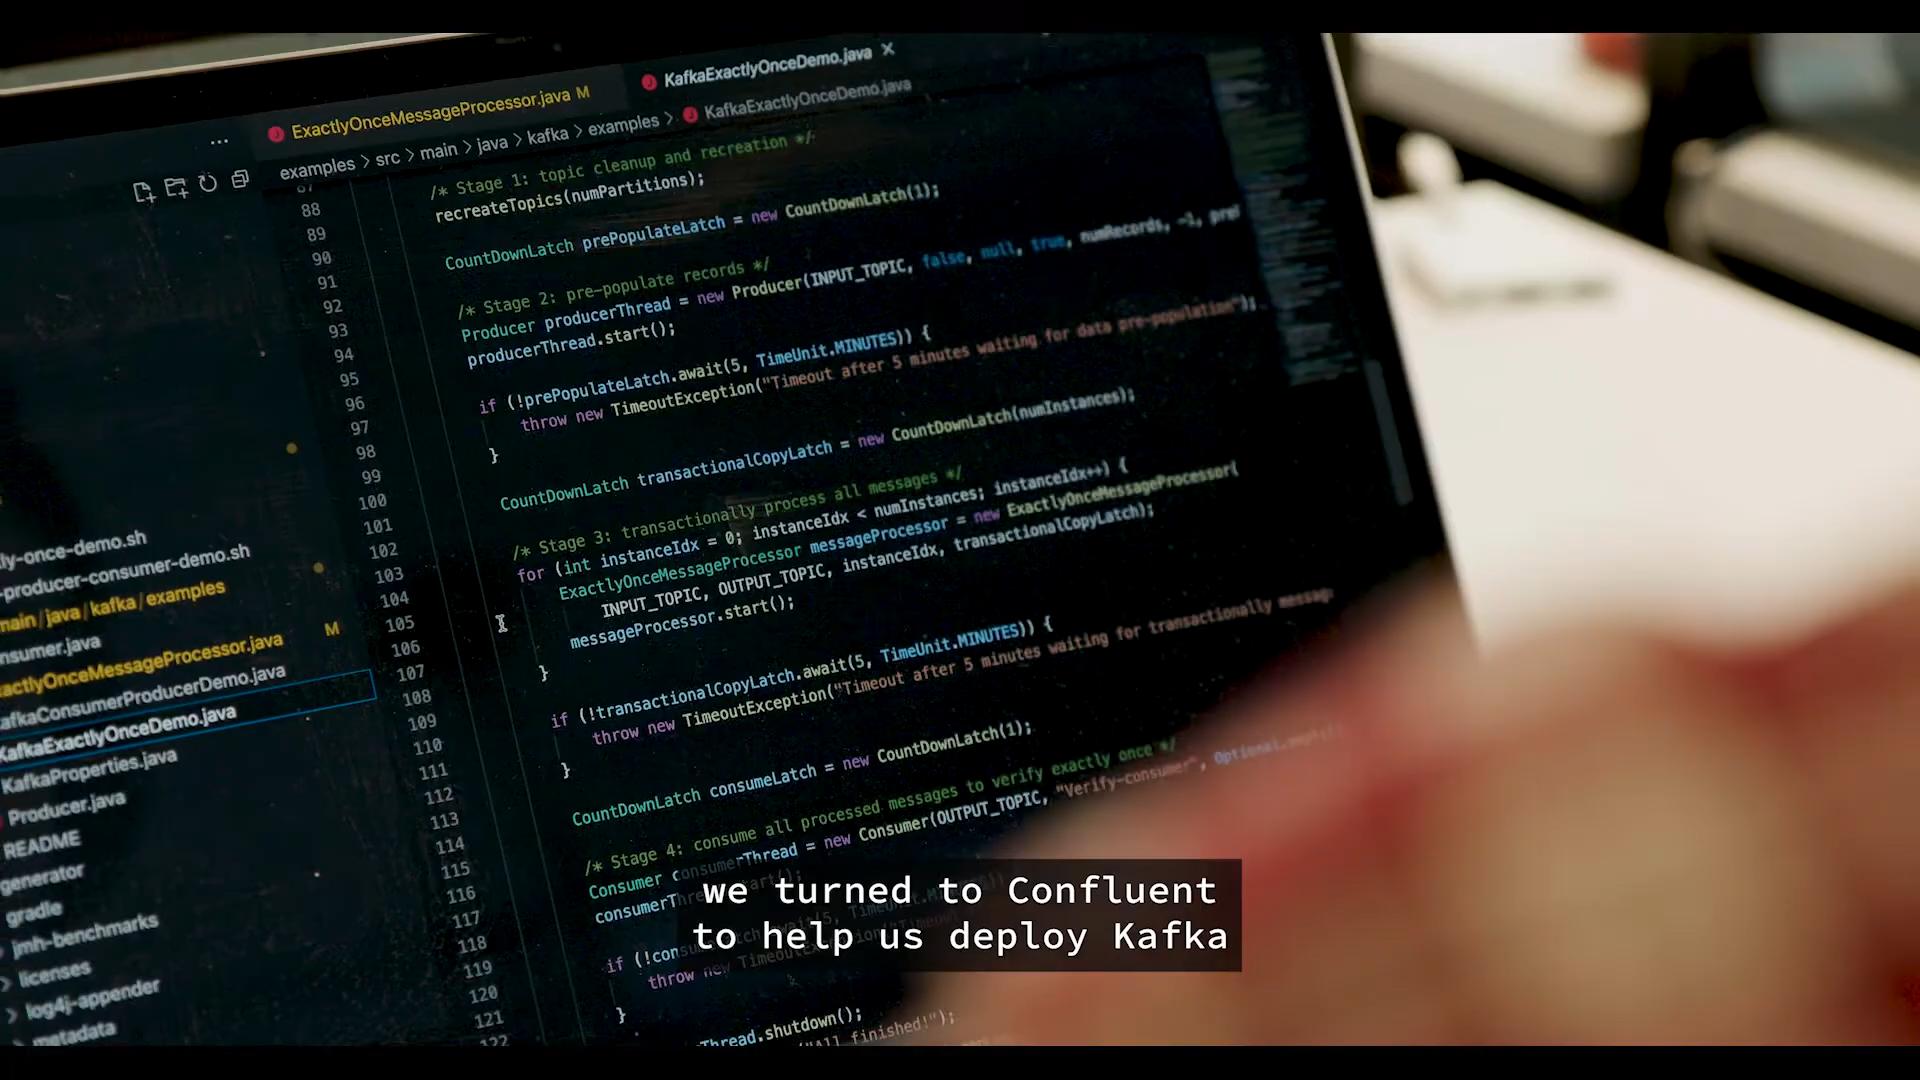 ExactlyOnceMessageProcessor.java M
KafkaExactlyOnceDemo.java ×
examples > src > main > java > kafka > examples > KafkaExactlyOnceDemo.java
88 /* Stage 1: topic cleanup and recreation */
89 recreateTopics(numPartitions);
90
91 CountDownLatch prePopulateLatch = new CountDownLatch(1);
92
93 /* Stage 2: pre-populate records */
94 Producer producerThread = new Producer(INPUT_TOPIC, false, null, true, numRecords, -1,
95 producerThread.start();
96
97 if (!prePopulateLatch.await(5, TimeUnit.MINUTES)) {
98 throw new TimeoutException("Timeout after 5 minutes waiting for data pre-population");
99 }
100
101 CountDownLatch transactionalCopyLatch = new CountDownLatch(numInstances);
102
103 /* Stage 3: transactionally process all messages */
104 for (int instanceIdx = 0; instanceIdx < numInstances; instanceIdx++) {
105 ExactlyOnceMessageProcessor messageProcessor = new ExactlyOnceMessageProcessor(
106 INPUT_TOPIC, OUTPUT_TOPIC, instanceIdx, transactionalCopyLatch);
107 messageProcessor.start();
108 }
109
110 if (!transactionalCopyLatch.await(5, TimeUnit.MINUTES)) {
111 throw new TimeoutException("Timeout after 5 minutes waiting for transactionally
112 }
113
114 CountDownLatch consumeLatch = new CountDownLatch(1);
115
116 /* Stage 4: consume all processed messages to verify exactly once */
117 Consumer consumerThread = new Consumer(OUTPUT_TOPIC, "Verify-consumer",
118
119
120 throw new
121 }
ly-once-demo.sh
-producer-consumer-demo.sh
main/java/kafka/examples
nsumer.java
actlyOnceMessageProcessor.java M
afkaConsumerProducerDemo.java
KafkaExactlyOnceDemo.java
KafkaProperties.java
Producer.java
README
generator
gradle
jmh-benchmarks
licenses
log4j-appender
metadata
Thread.shutdown();
we turned to Confluent
to help us deploy Kafka